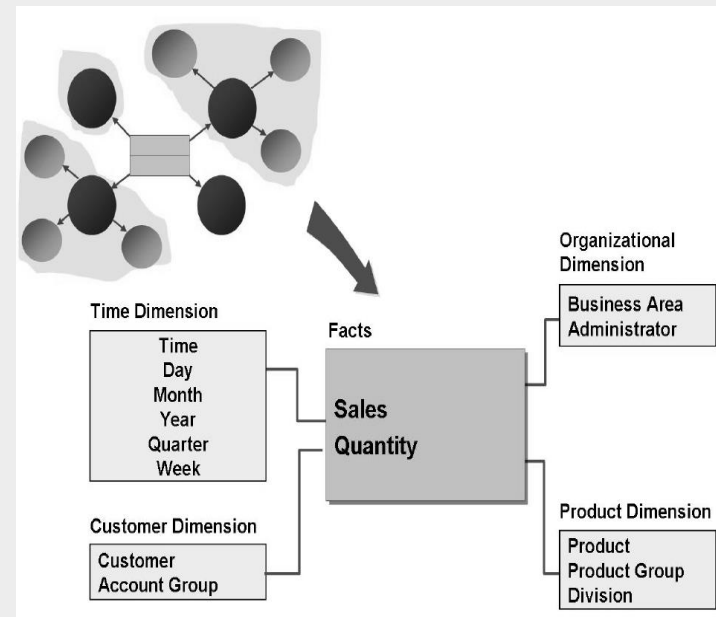 Organizational
Dimension
Business Area
Administrator
Time Dimension
Time
Day
Month
Year
Quarter
Week
Facts
Sales
Quantity
Customer Dimension
Customer
Account Group
Product Dimension
Product
Product Group
Division